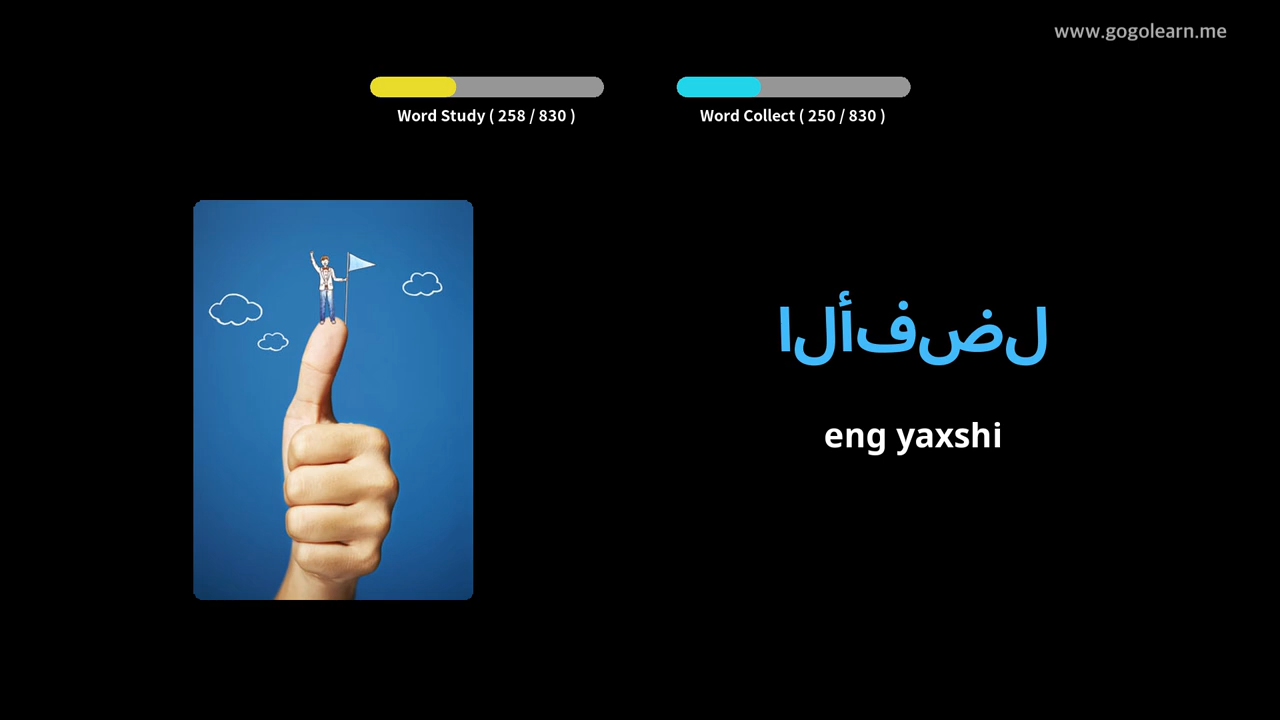 www.gogolearn.me
Word Study ( 258 / 830 )
Word Collect ( 250 / 830 )
الأفضل
eng yaxshi